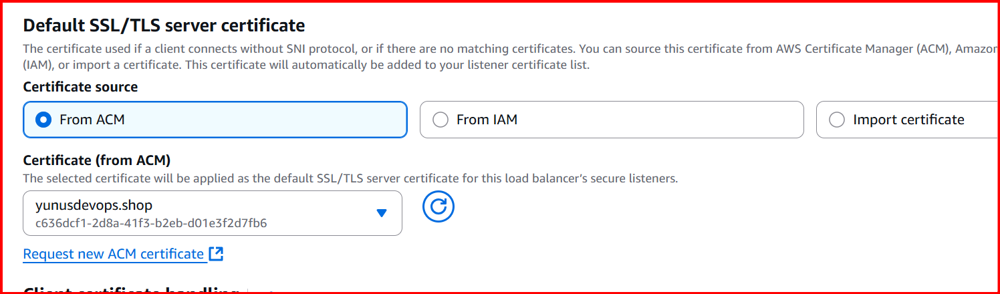 Default SSL/TLS server certificate
The certificate used if a client connects without SNI protocol, or if there are no matching certificates. You can source this certificate from AWS Certificate Manager (ACM), Amazon
(IAM), or import a certificate. This certificate will automatically be added to your listener certificate list.
Certificate source
From ACM
From IAM
Import certificate
Certificate (from ACM)
The selected certificate will be applied as the default SSL/TLS server certificate for this load balancer’s secure listeners.
yunusdevops.shop
c636dcf1-2d8a-41f3-b2eb-d01e3f2d7fb6
Request new ACM certificate
Client certificate handling